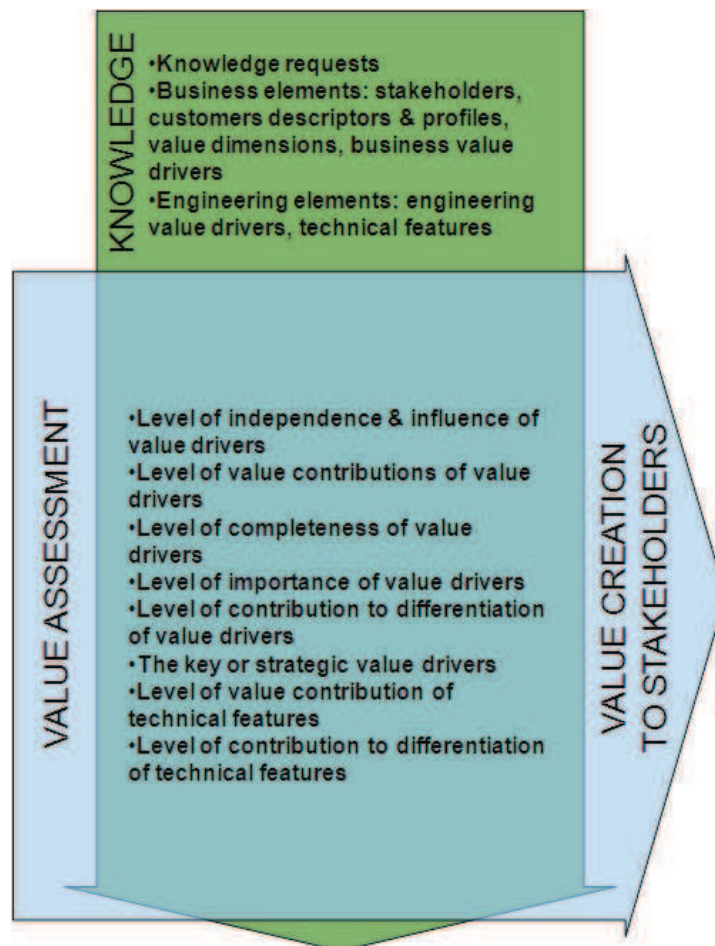 KNOWLEDGE
•Knowledge requests
•Business elements: stakeholders,
customers descriptors & profiles,
value dimensions, business value
drivers
•Engineering elements: engineering
value drivers, technical features
VALUE ASSESSMENT
•Level of independence & influence of
value drivers
•Level of value contributions of value
drivers
•Level of completeness of value
drivers
•Level of importance of value drivers
•Level of contribution to differentiation
of value drivers
•The key or strategic value drivers
•Level of value contribution of
technical features
•Level of contribution to differentiation
of technical features
VALUE CREATION
TO STAKEHOLDERS